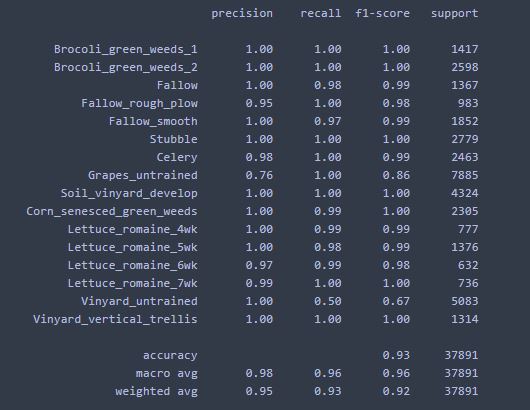 precision recall f1-score support
Brocoli_green_weeds_1 1.00 1.00 1.00 1417
Brocoli_green_weeds_2 1.00 1.00 1.00 2598
Fallow 1.00 0.98 0.99 1367
Fallow_rough_plow 0.95 1.00 0.98 983
Fallow_smooth 1.00 0.97 0.99 1852
Stubble 1.00 1.00 1.00 2779
Celery 0.98 1.00 0.99 2463
Grapes_untrained 0.76 1.00 0.86 7885
Soil_vinyard_develop 1.00 1.00 1.00 4324
Corn_senesced_green_weeds 1.00 0.99 1.00 2305
Lettuce_romaine_4wk 1.00 0.99 0.99 777
Lettuce_romaine_5wk 1.00 0.98 0.99 1376
Lettuce_romaine_6wk 0.97 0.99 0.98 632
Lettuce_romaine_7wk 0.99 1.00 1.00 736
Vinyard_untrained 1.00 0.50 0.67 5083
Vinyard_vertical_trellis 1.00 1.00 1.00 1314
accuracy 0.93 37891
macro avg 0.98 0.96 0.96 37891
weighted avg 0.95 0.93 0.92 37891